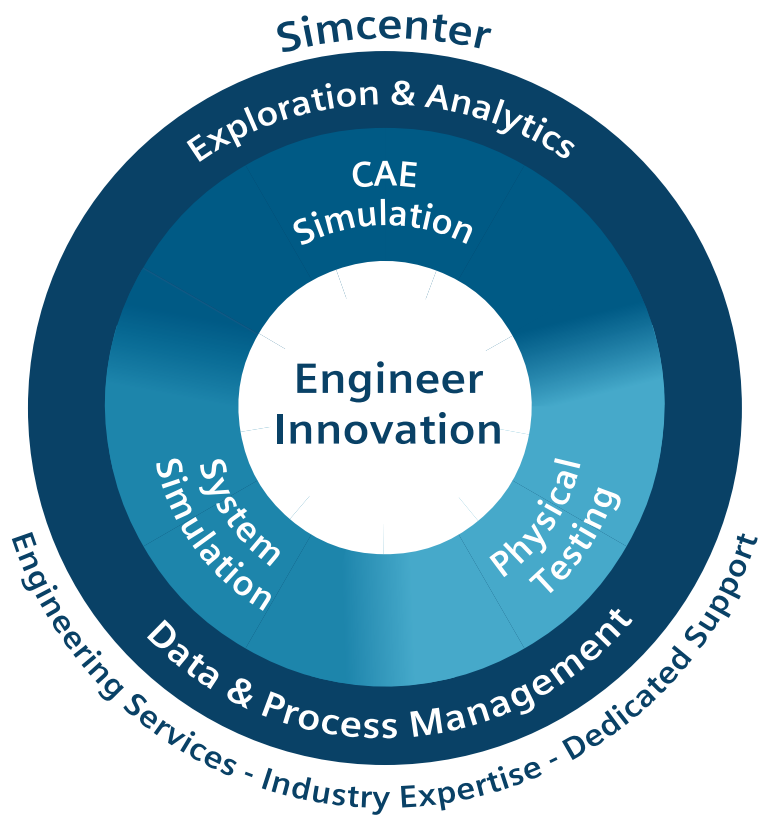 Simcenter
Exploration & Analytics
CAE
Simulation
Engineer
Innovation
System
Simulation
Physical
Testing
Data & Process Management
Engineering Services - Industry Expertise - Dedicated Support